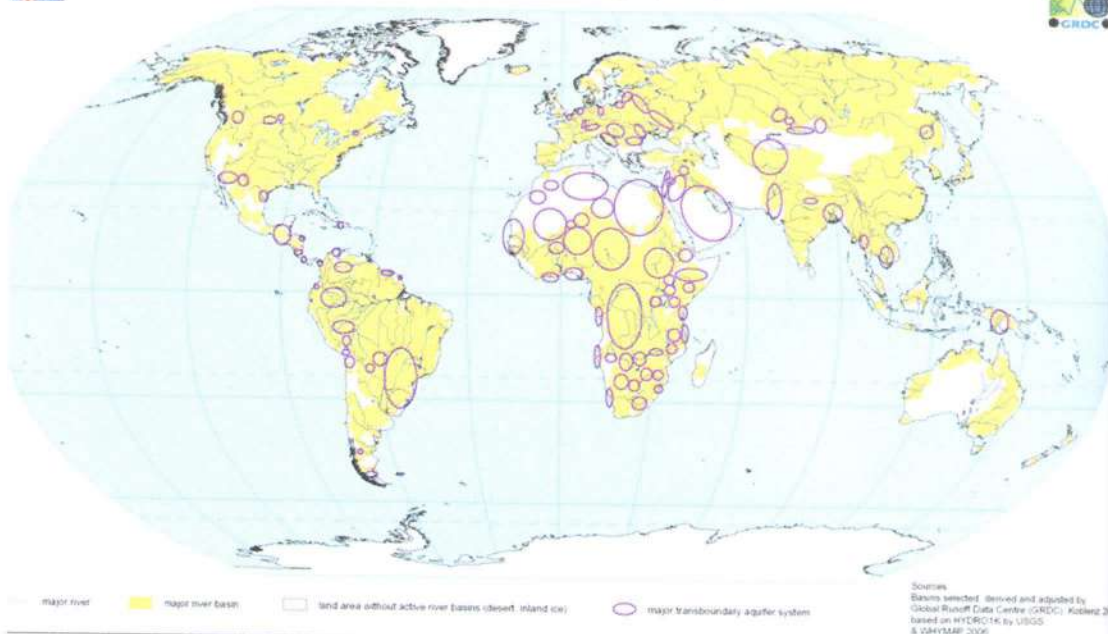 GRDC
major river
major river basin
land area without active river basins (desert, inland ice)
major transboundary aquifer system
Sources
Basins selected, derived and adjusted by
Global Runoff Data Centre (GRDC), Koblenz
based on HYDRO1K by USGS
& WHYMAP 2006